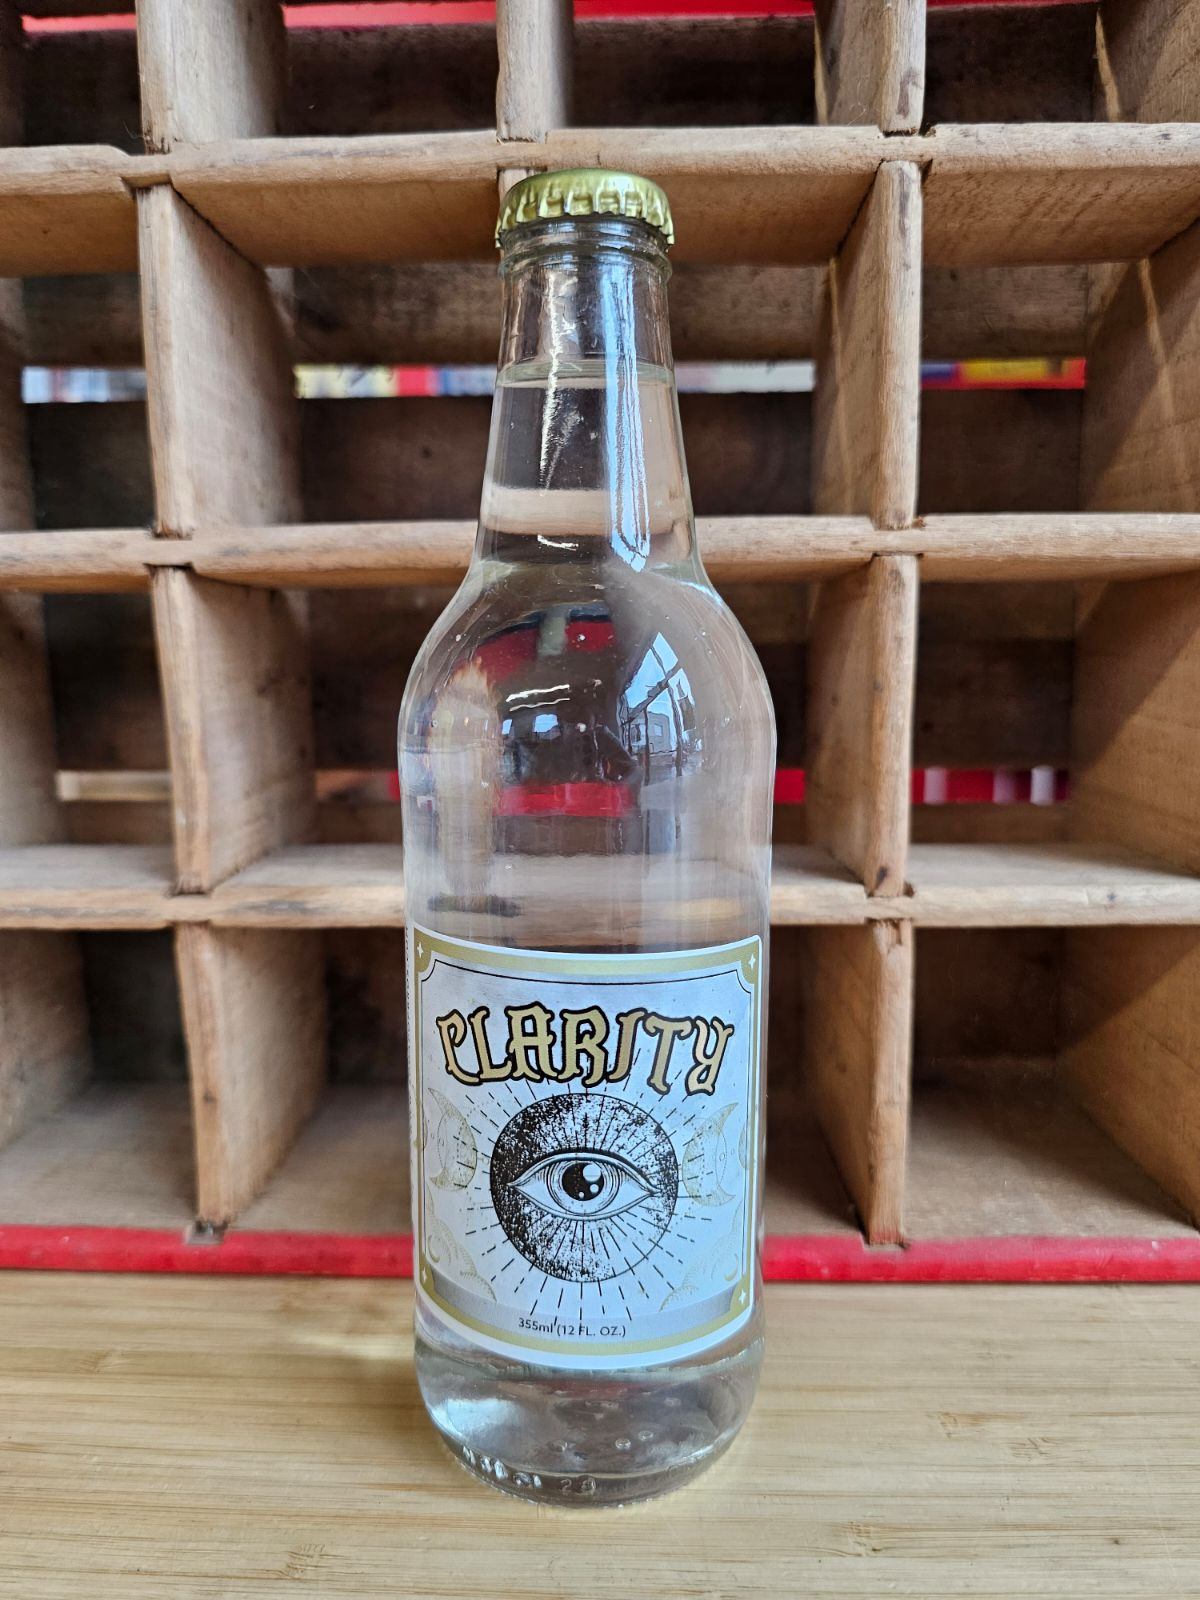 CLARITY
355ml (12 FL. OZ.)